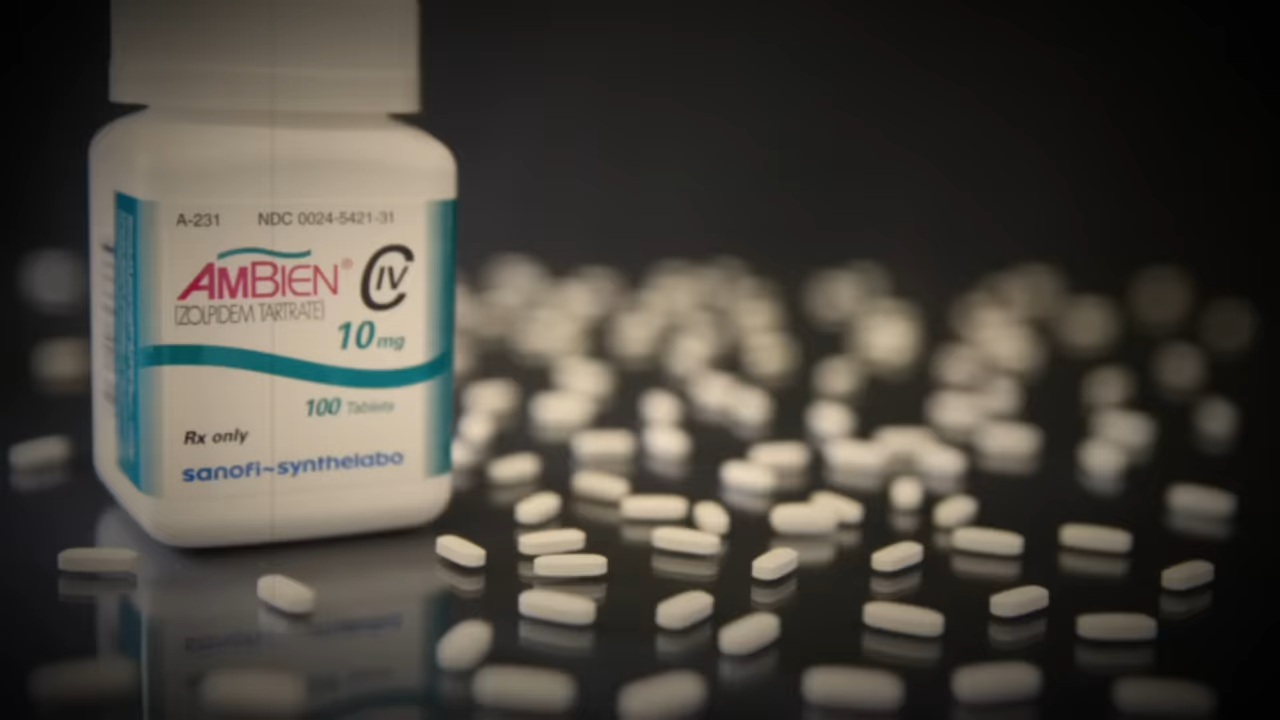 A-231 NDC 0024-5421-31
AMBIEN® CIV
(ZOLPIDEM TARTRATE)
10 mg
100 Tablets
Rx only
sanofi~synthelabo